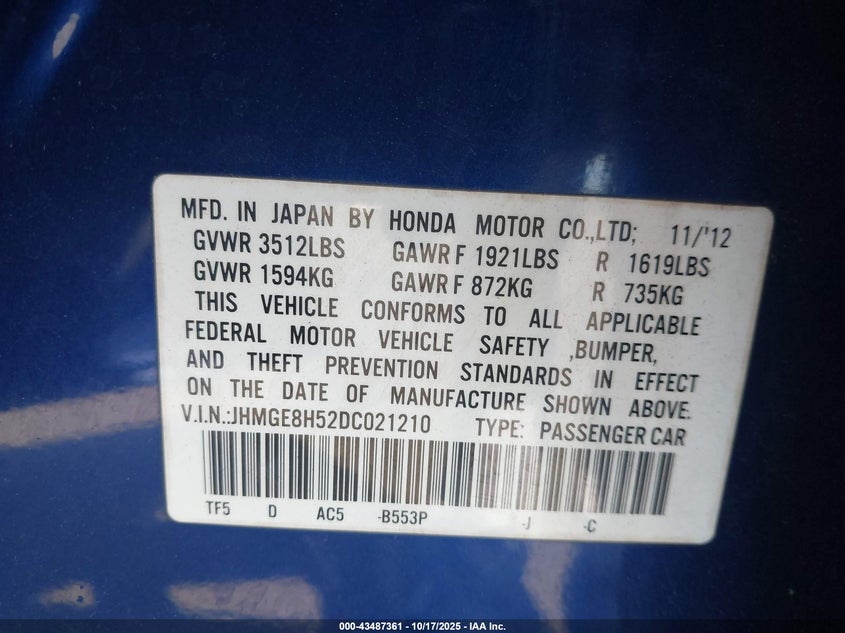 MFD. IN JAPAN BY HONDA MOTOR CO.,LTD; 11/'12
GVWR 3512LBS GAWR F 1921LBS R 1619LBS
GVWR 1594KG GAWR F 872KG R 735KG
THIS VEHICLE CONFORMS TO ALL APPLICABLE
FEDERAL MOTOR VEHICLE SAFETY ,BUMPER,
AND THEFT PREVENTION STANDARDS IN EFFECT
ON THE DATE OF MANUFACTURE SHOWN ABOVE.
V.I.N.:JHMGE8H52DC021210 TYPE: PASSENGER CAR
TF5 D AC5 -B553P -J -C
000-43487361 - 10/17/2025 - IAA Inc.